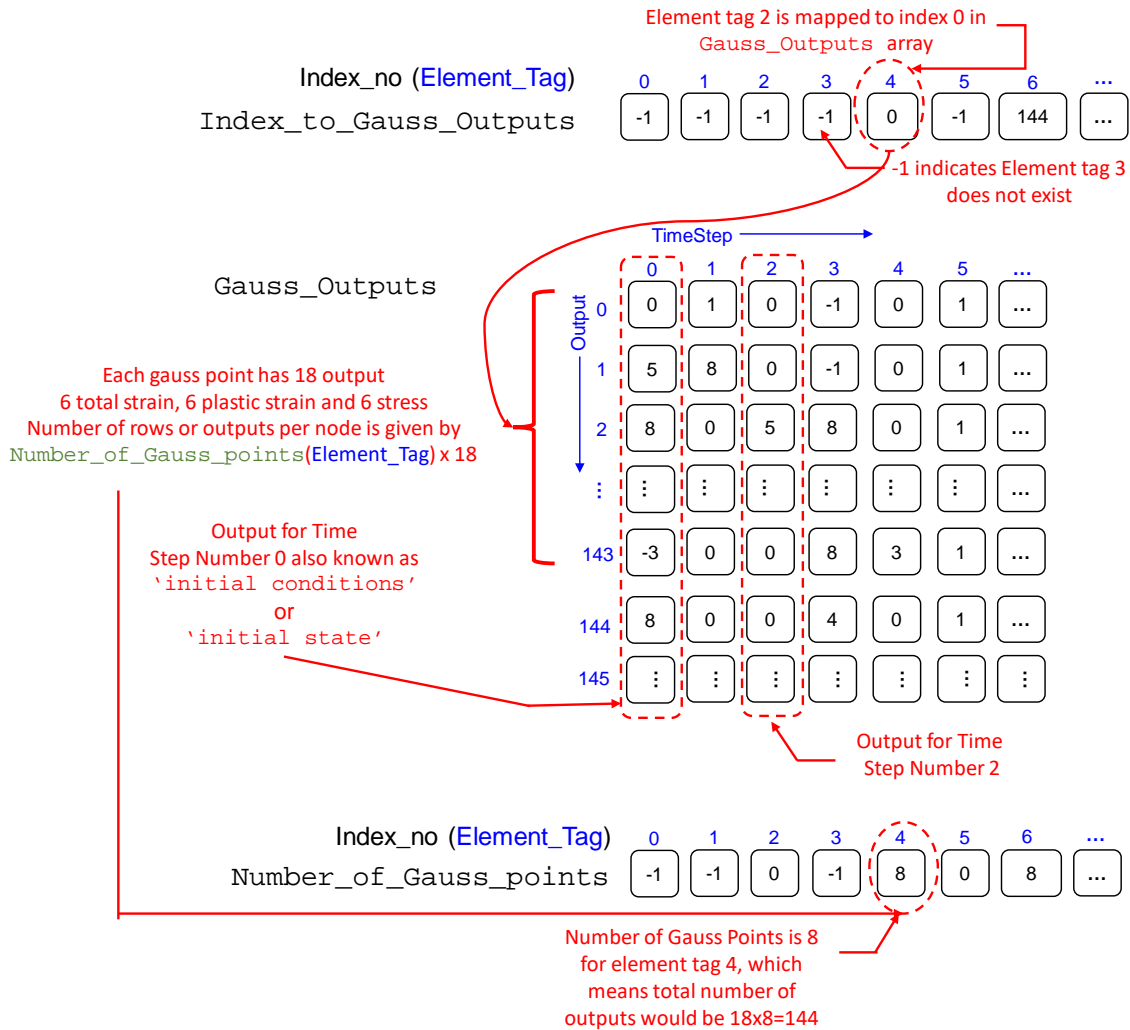 Element tag 2 is mapped to index 0 in
Gauss_Outputs array
Index_no (Element_Tag)
0 1 2 3 4 5 6 ...
Index_to_Gauss_Outputs
-1 -1 -1 -1 0 -1 144 ...
-1 indicates Element tag 3
does not exist
TimeStep
Gauss_Outputs
0 1 2 3 4 5 ...
Output
0 0 1 0 -1 0 1 ...
1 5 8 0 -1 0 1 ...
2 8 0 5 8 0 1 ...
⋮ ⋮ ⋮ ⋮ ⋮ ⋮ ⋮ ...
143 -3 0 0 8 3 1 ...
144 8 0 0 4 0 1 ...
145 ⋮ ⋮ ⋮ ⋮ ⋮ ⋮ ⋮
Each gauss point has 18 output
6 total strain, 6 plastic strain and 6 stress
Number of rows or outputs per node is given by
Number_of_Gauss_points(Element_Tag) x 18
Output for Time
Step Number 0 also known as
‘initial conditions’
or
‘initial state’
Output for Time
Step Number 2
Index_no (Element_Tag)
0 1 2 3 4 5 6 ...
Number_of_Gauss_points
-1 -1 0 -1 8 0 8 ...
Number of Gauss Points is 8
for element tag 4, which
means total number of
outputs would be 18x8=144